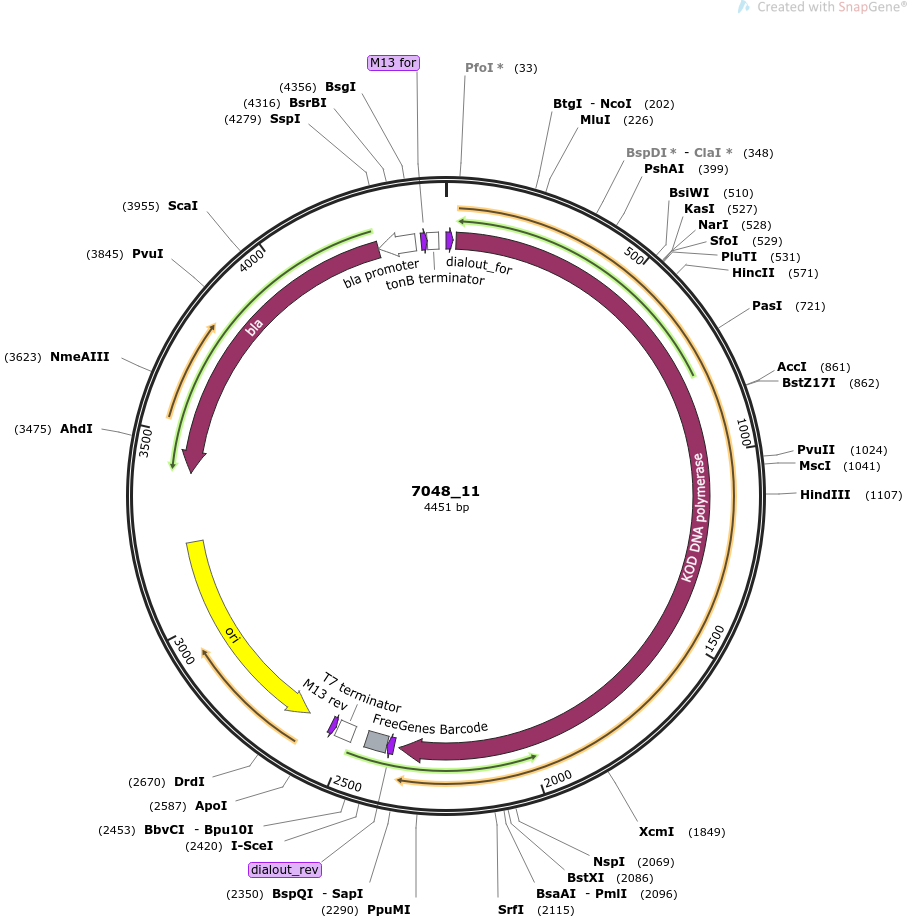 Created with SnapGene®
M13 for
PfoI * (33)
(4356) BsgI
(4316) BsrBI
(4279) SspI
BtgI - NcoI (202)
MluI (226)
BspDI * - ClaI * (348)
PshAI (399)
BsiWI (510)
KasI (527)
NarI (528)
SfoI (529)
PluTI (531)
HincII (571)
(3955) ScaI
(3845) PvuI
4000
500
bla promoter
dialout_for
tonB terminator
PasI (721)
bla
(3623) NmeAIII
AccI (861)
BstZ17I (862)
(3475) AhdI
3500
1000
PvuII (1024)
MscI (1041)
HindIII (1107)
KOD DNA polymerase
7048_11
4451 bp
ori
3000
1500
T7 terminator
M13 rev
FreeGenes Barcode
2500
2000
(2670) DrdI
(2587) ApoI
(2453) BbvCI - Bpu10I
(2420) I-SceI
dialout_rev
(2350) BspQI - SapI
(2290) PpuMI
XcmI (1849)
NspI (2069)
BstXI (2086)
BsaAI - PmlI (2096)
SrfI (2115)